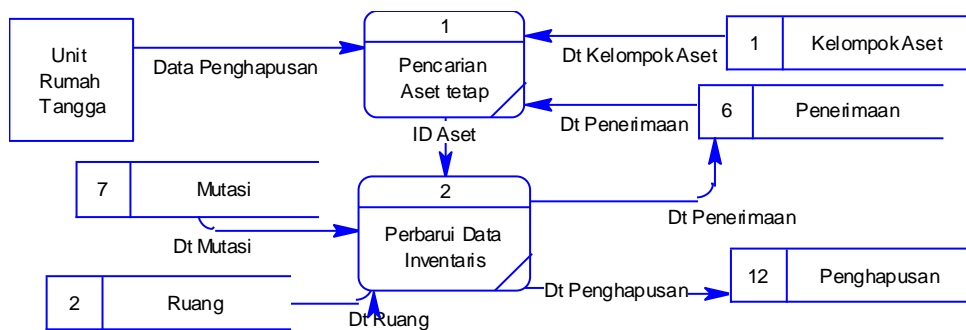 Unit
Rumah
Tangga
Data Penghapusan
1
Pencarian
Aset tetap
Dt Kelompok Aset
1
Kelompok Aset
Dt Penerimaan
6
Penerimaan
ID Aset
7
Mutasi
Dt Mutasi
2
Perbarui Data
Inventaris
Dt Penerimaan
2
Ruang
Dt Ruang
Dt Penghapusan
12
Penghapusan